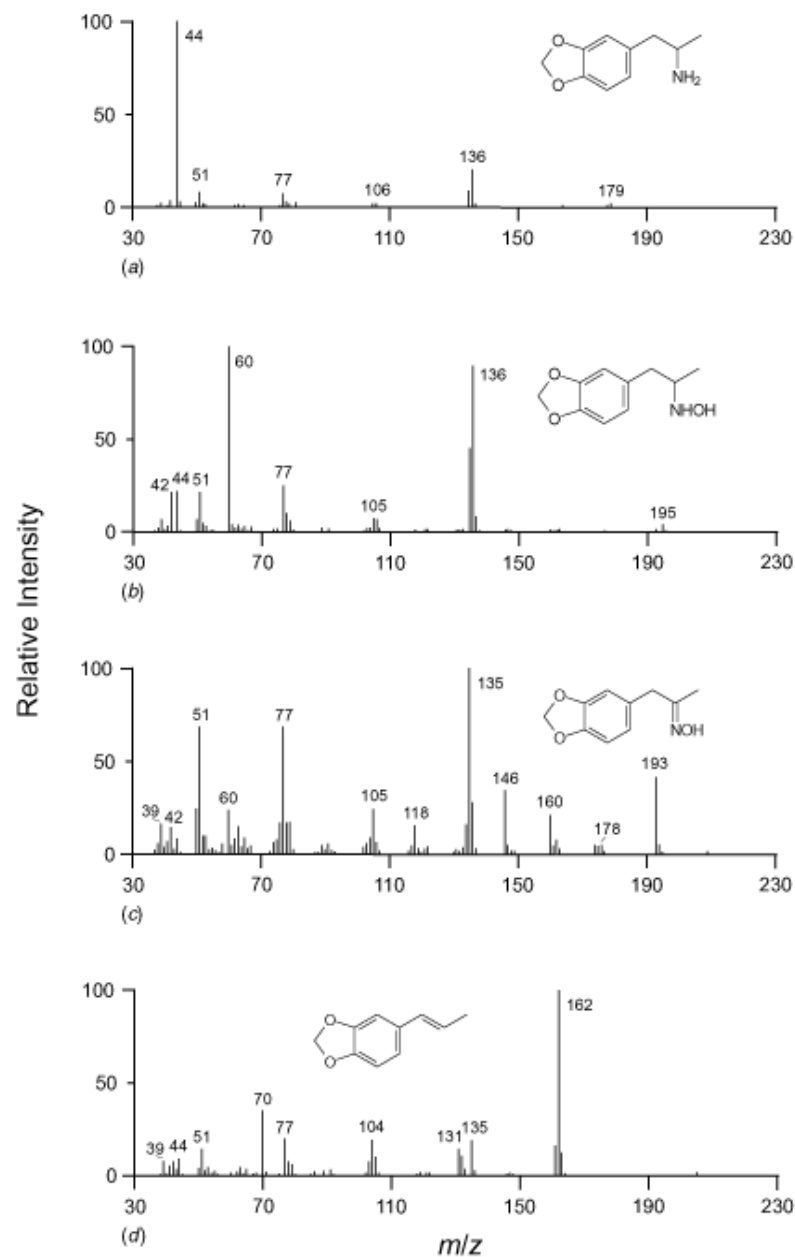 100
44
O
O
NH2
50
136
51
77
106
179
0
30 70 110 150 190 230
(a)
100
60
136
O
O
NHOH
50
42 44 51
77
105
195
0
30 70 110 150 190 230
(b)
Relative Intensity
100
135
O
O
NOH
51 77
193
50
146
39 42
60
105
118
160
178
0
30 70 110 150 190 230
(c)
100
162
O
O
50
70
39 44 51
77
104
131 135
0
30 70 110 150 190 230
(d)
m/z